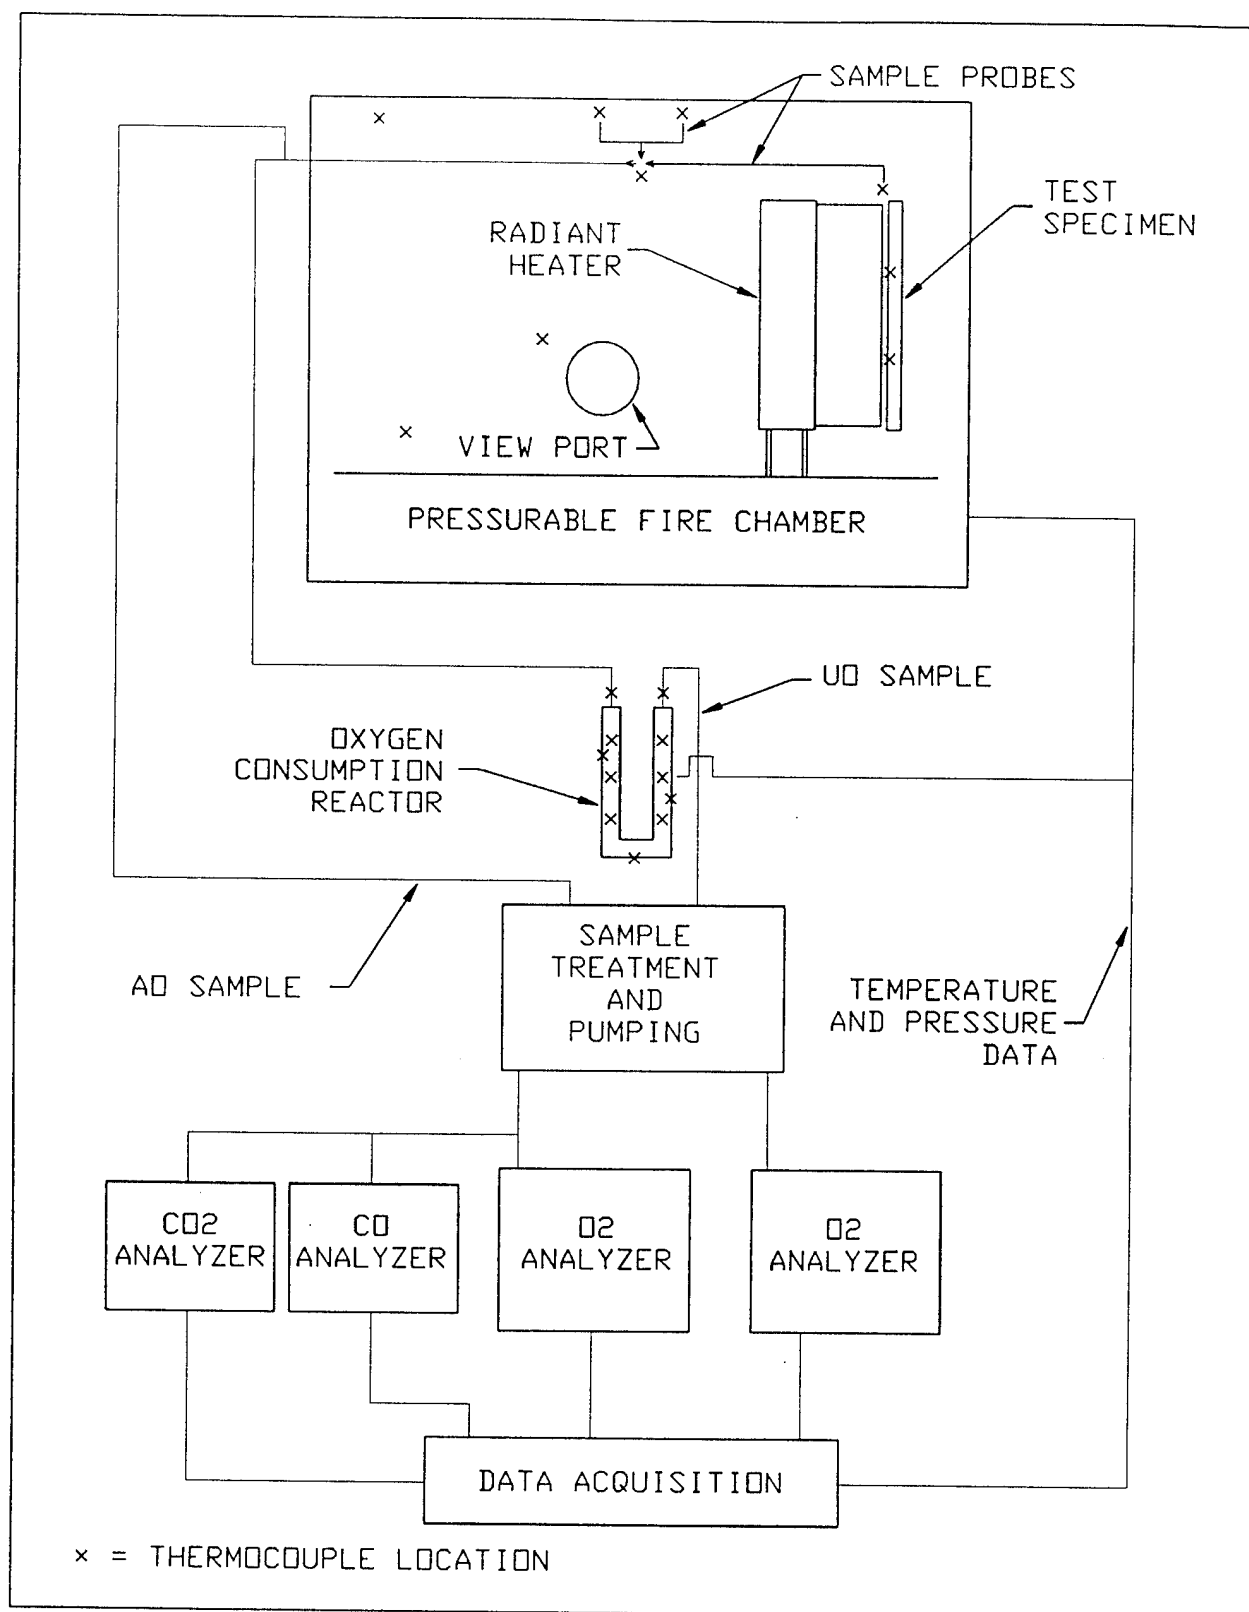 SAMPLE PROBES
TEST
SPECIMEN
RADIANT
HEATER
VIEW PORT
PRESSURABLE FIRE CHAMBER
UO SAMPLE
OXYGEN
CONSUMPTION
REACTOR
AO SAMPLE
SAMPLE
TREATMENT
AND
PUMPING
TEMPERATURE
AND PRESSURE
DATA
CO2
ANALYZER
CO
ANALYZER
O2
ANALYZER
O2
ANALYZER
DATA ACQUISITION
× = THERMOCOUPLE LOCATION